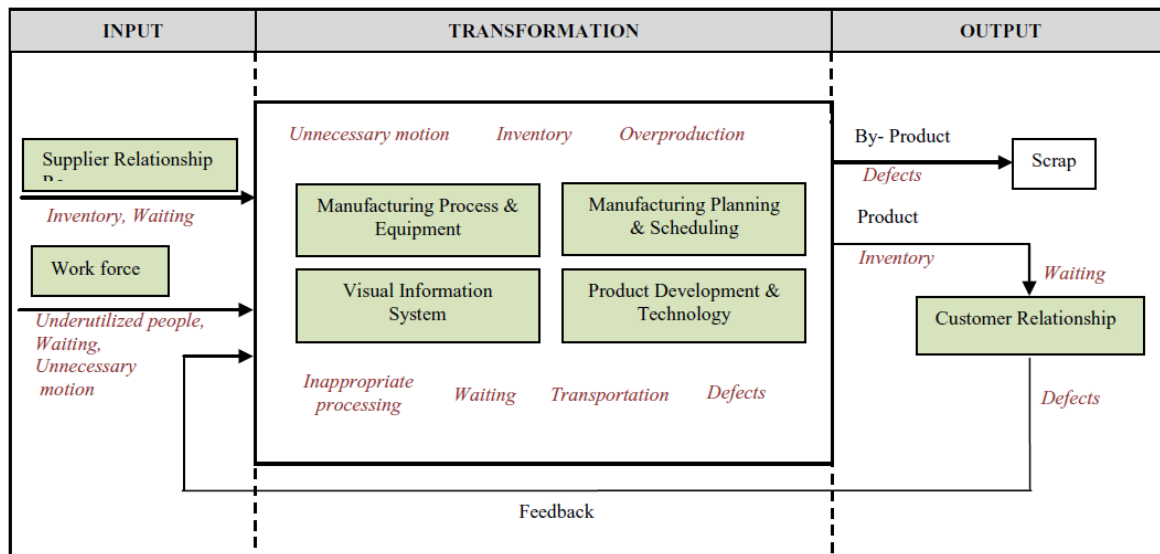 INPUT
TRANSFORMATION
OUTPUT
Supplier Relationship
Inventory, Waiting
Work force
Underutilized people,
Waiting,
Unnecessary
motion
Unnecessary motion
Inventory
Overproduction
Manufacturing Process &
Equipment
Manufacturing Planning
& Scheduling
Visual Information
System
Product Development &
Technology
Inappropriate
processing
Waiting
Transportation
Defects
By- Product
Defects
Scrap
Product
Inventory
Waiting
Customer Relationship
Defects
Feedback